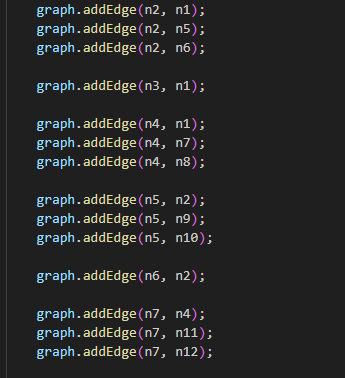 graph.addEdge(n2, n1);
graph.addEdge(n2, n5);
graph.addEdge(n2, n6);
graph.addEdge(n3, n1);
graph.addEdge(n4, n1);
graph.addEdge(n4, n7);
graph.addEdge(n4, n8);
graph.addEdge(n5, n2);
graph.addEdge(n5, n9);
graph.addEdge(n5, n10);
graph.addEdge(n6, n2);
graph.addEdge(n7, n4);
graph.addEdge(n7, n11);
graph.addEdge(n7, n12);